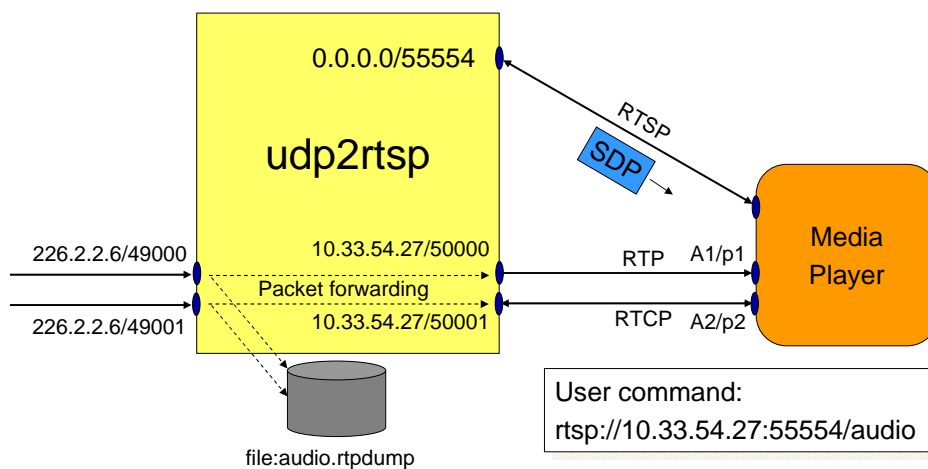 0.0.0.0/55554
udp2rtsp
RTSP
SDP
226.2.2.6/49000
226.2.2.6/49001
10.33.54.27/50000
Packet forwarding
10.33.54.27/50001
RTP
A1/p1
RTCP
A2/p2
Media
Player
file:audio.rtpdump
User command:
rtsp://10.33.54.27:55554/audio